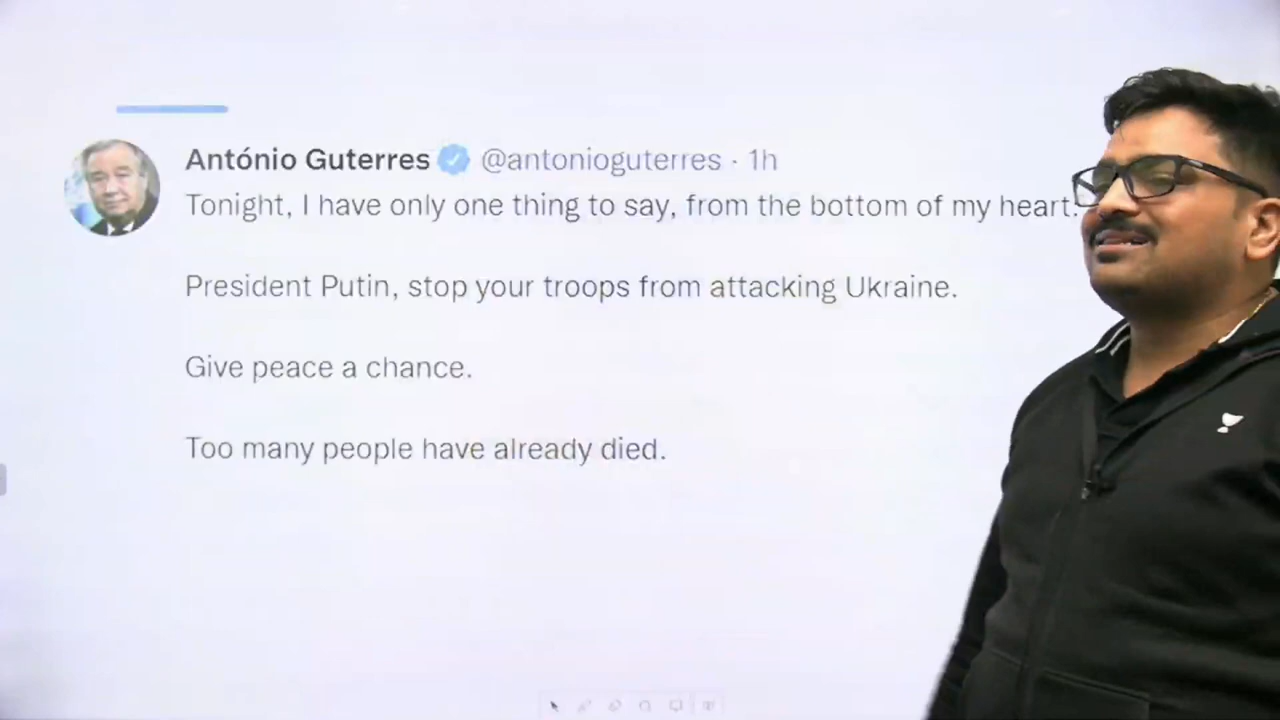 António Guterres @antonioguterres · 1h
Tonight, I have only one thing to say, from the bottom of my heart:
President Putin, stop your troops from attacking Ukraine.
Give peace a chance.
Too many people have already died.